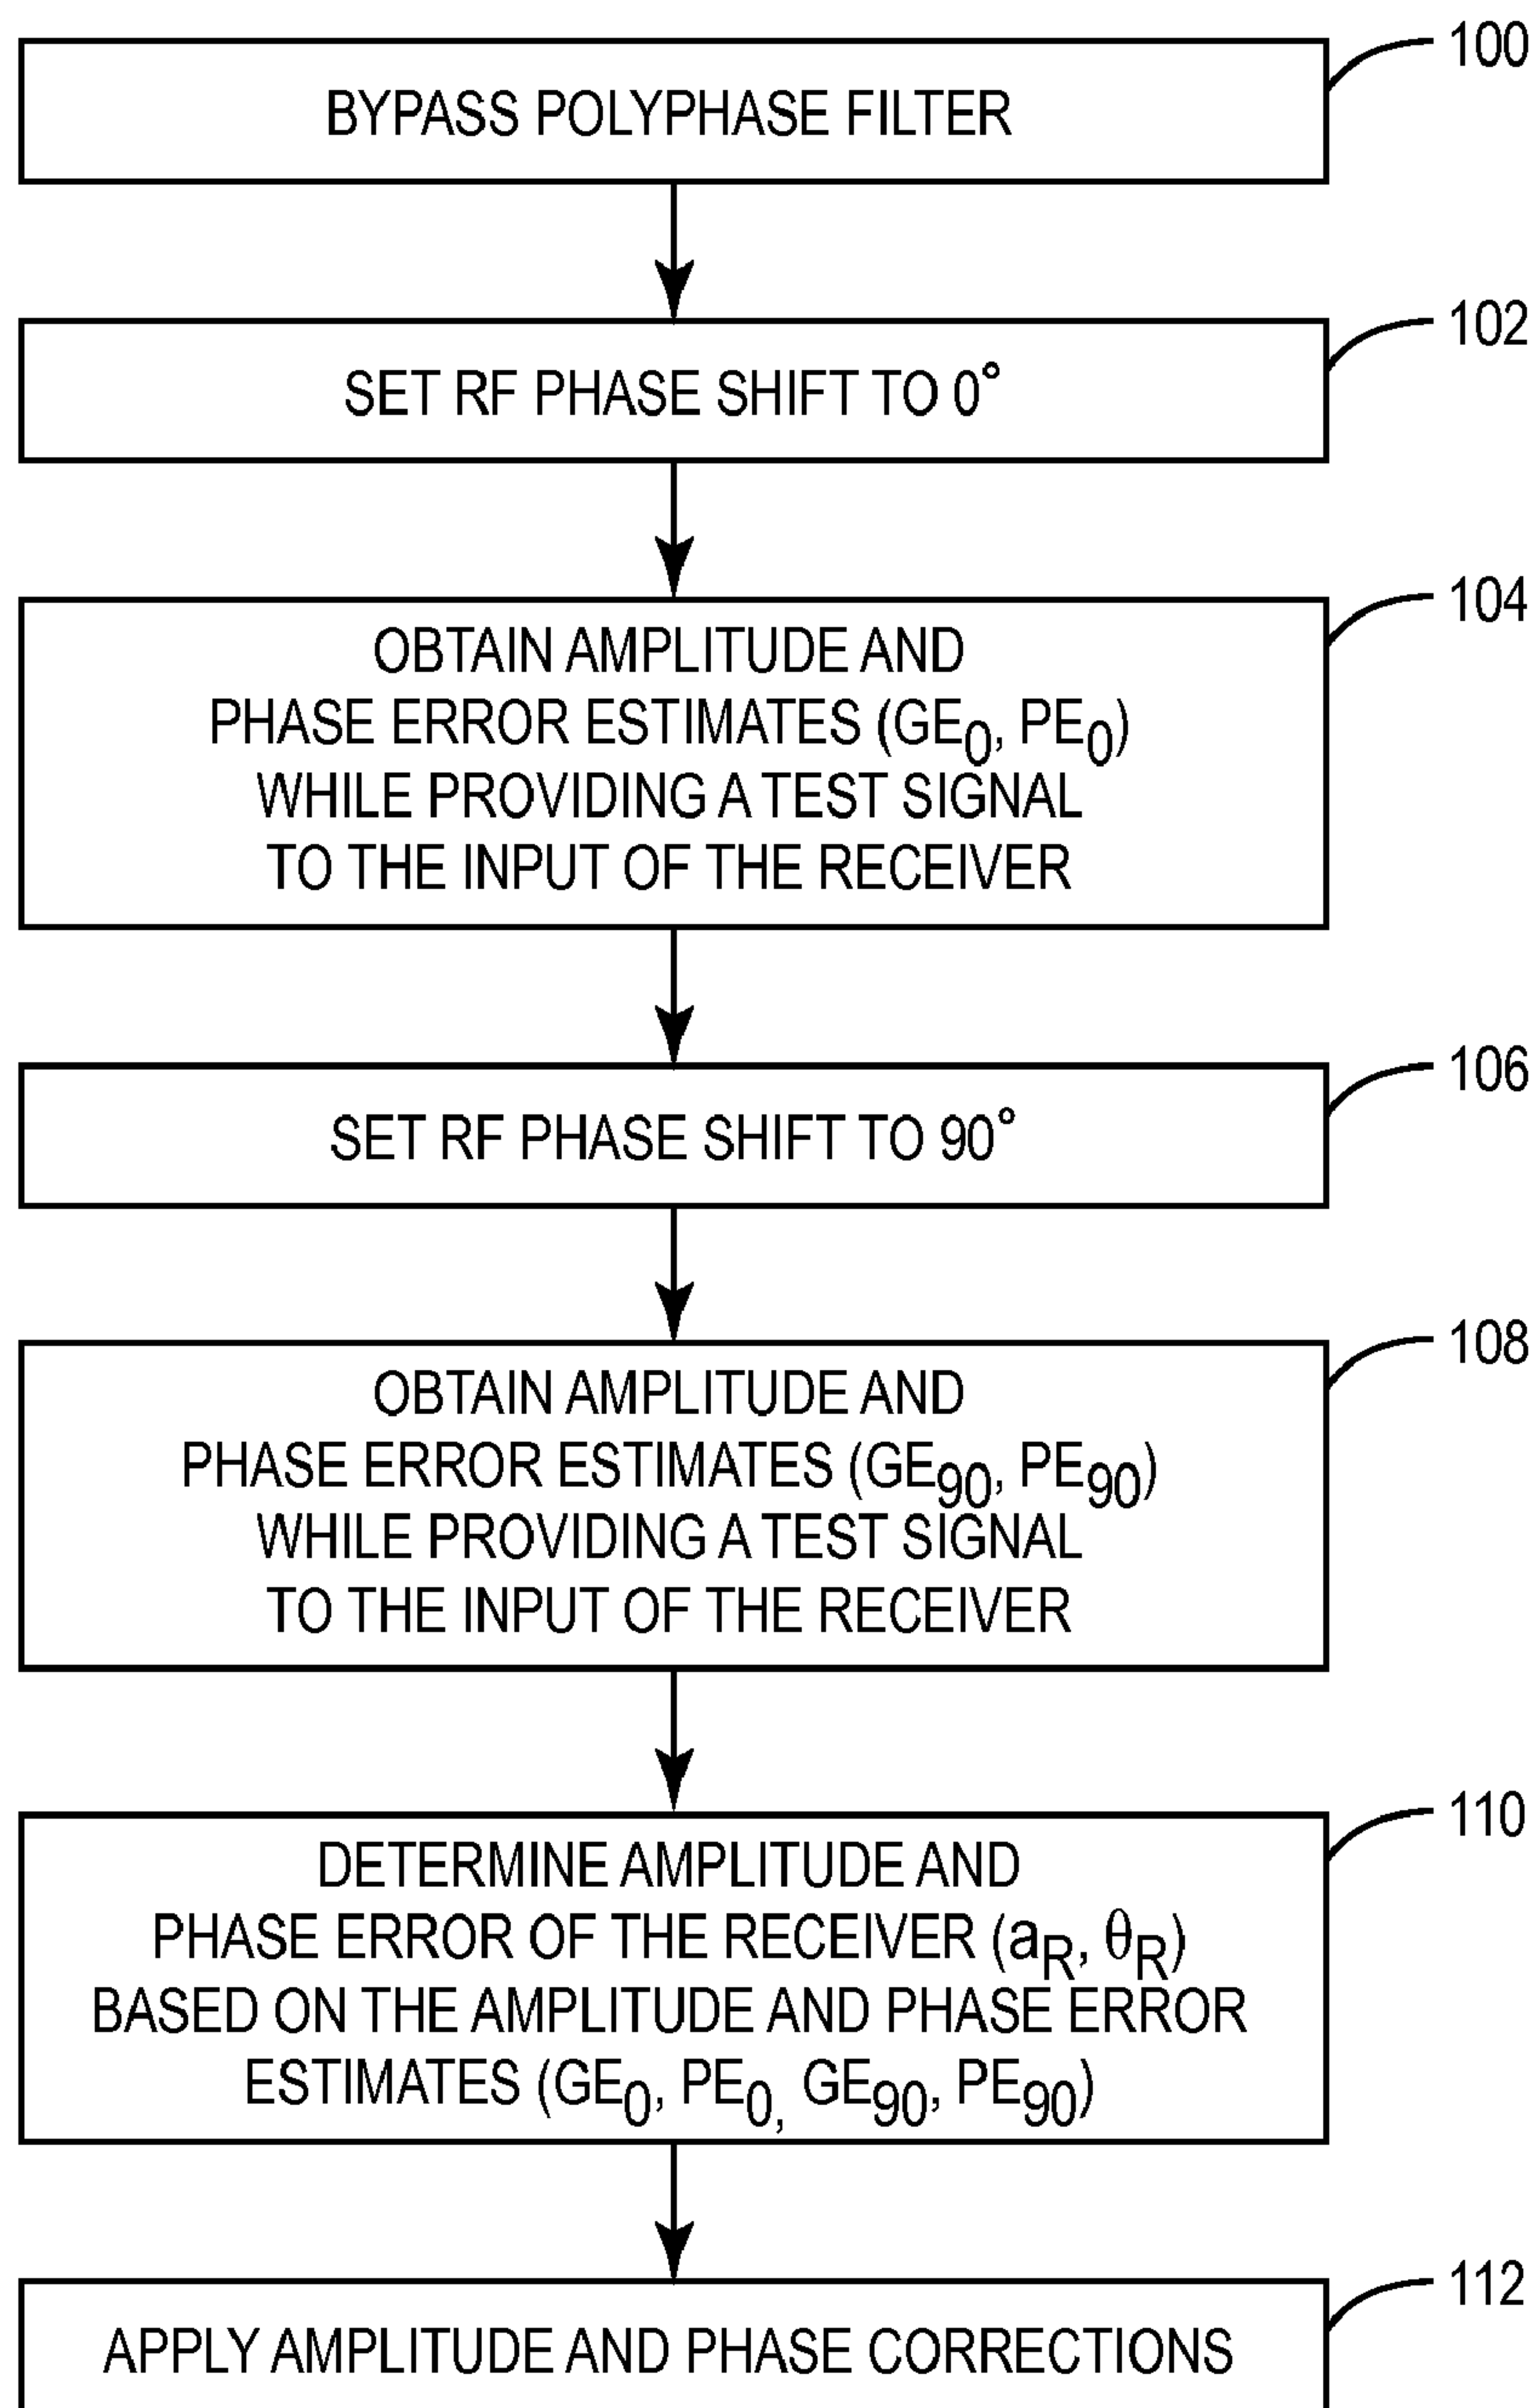 100
BYPASS POLYPHASE FILTER
102
SET RF PHASE SHIFT TO 0°
104
OBTAIN AMPLITUDE AND
PHASE ERROR ESTIMATES (GE0, PE0)
WHILE PROVIDING A TEST SIGNAL
TO THE INPUT OF THE RECEIVER
106
SET RF PHASE SHIFT TO 90°
108
OBTAIN AMPLITUDE AND
PHASE ERROR ESTIMATES (GE90, PE90)
WHILE PROVIDING A TEST SIGNAL
TO THE INPUT OF THE RECEIVER
110
DETERMINE AMPLITUDE AND
PHASE ERROR OF THE RECEIVER (aR, θR)
BASED ON THE AMPLITUDE AND PHASE ERROR
ESTIMATES (GE0, PE0, GE90, PE90)
112
APPLY AMPLITUDE AND PHASE CORRECTIONS